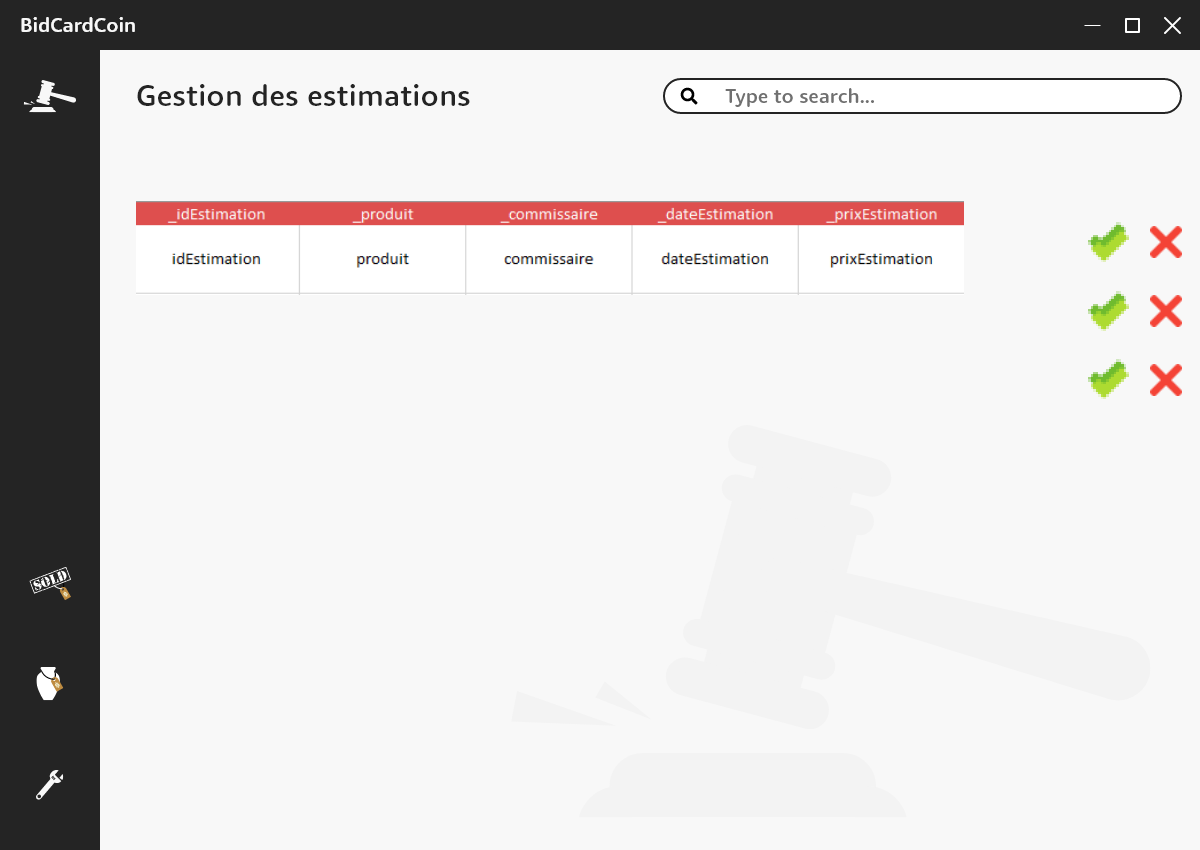 BidCardCoin
Gestion des estimations
Type to search...
_idEstimation _produit _commissaire _dateEstimation _prixEstimation
idEstimation produit commissaire dateEstimation prixEstimation
SOLD